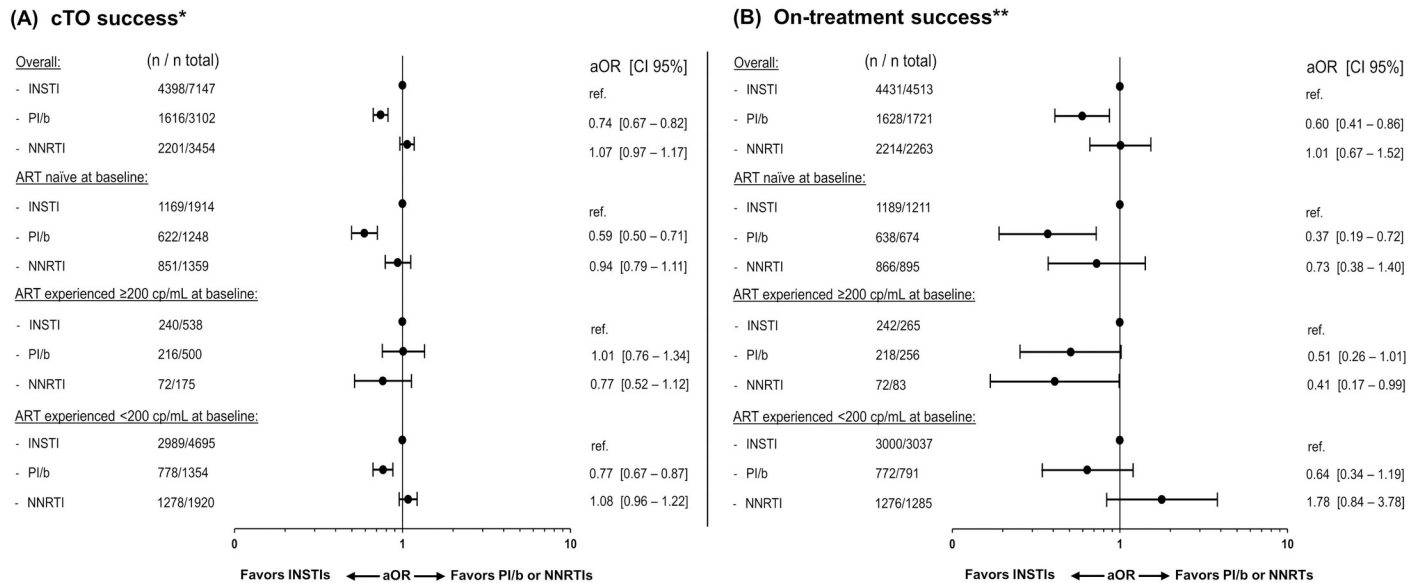 (A) cTO success*
Overall: (n / n total) aOR [CI 95%]
- INSTI 4398/7147 ref.
- PI/b 1616/3102 0.74 [0.67 – 0.82]
- NNRTI 2201/3454 1.07 [0.97 – 1.17]
ART naïve at baseline:
- INSTI 1169/1914 ref.
- PI/b 622/1248 0.59 [0.50 – 0.71]
- NNRTI 851/1359 0.94 [0.79 – 1.11]
ART experienced ≥200 cp/mL at baseline:
- INSTI 240/538 ref.
- PI/b 216/500 1.01 [0.76 – 1.34]
- NNRTI 72/175 0.77 [0.52 – 1.12]
ART experienced <200 cp/mL at baseline:
- INSTI 2989/4695 ref.
- PI/b 778/1354 0.77 [0.67 – 0.87]
- NNRTI 1278/1920 1.08 [0.96 – 1.22]
0 1 10
Favors INSTIs aOR Favors PI/b or NNRTIs
(B) On-treatment success**
Overall: (n / n total) aOR [CI 95%]
- INSTI 4431/4513 ref.
- PI/b 1628/1721 0.60 [0.41 – 0.86]
- NNRTI 2214/2263 1.01 [0.67 – 1.52]
ART naïve at baseline:
- INSTI 1189/1211 ref.
- PI/b 638/674 0.37 [0.19 – 0.72]
- NNRTI 866/895 0.73 [0.38 – 1.40]
ART experienced ≥200 cp/mL at baseline:
- INSTI 242/265 ref.
- PI/b 218/256 0.51 [0.26 – 1.01]
- NNRTI 72/83 0.41 [0.17 – 0.99]
ART experienced <200 cp/mL at baseline:
- INSTI 3000/3037 ref.
- PI/b 772/791 0.64 [0.34 – 1.19]
- NNRTI 1276/1285 1.78 [0.84 – 3.78]
0 1 10
Favors INSTIs aOR Favors PI/b or NNRTIs